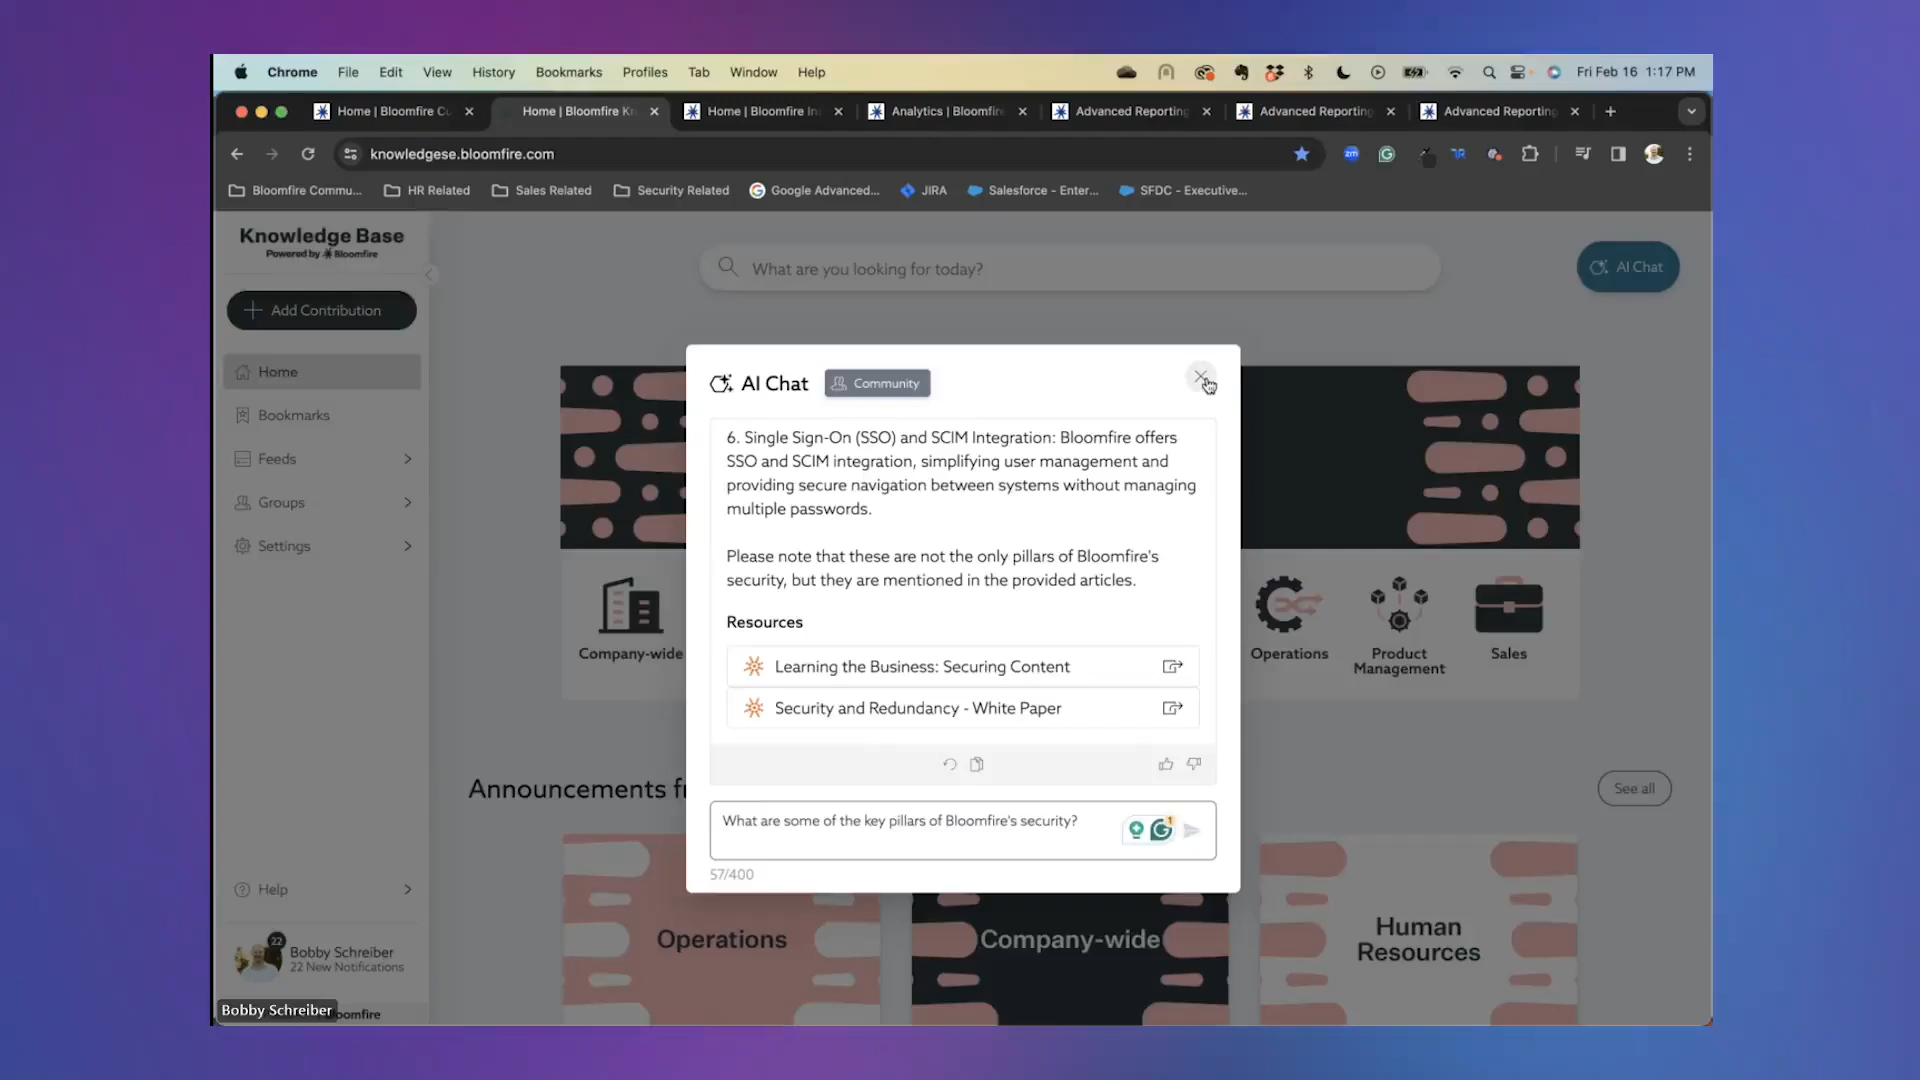 Chrome File Edit View History Bookmarks Profiles Tab Window Help Fri Feb 16 1:17 PM
Home | Bloomfire Cu Home | Bloomfire Kn Home | Bloomfire In Analytics | Bloomfire Advanced Reporting Advanced Reporting Advanced Reporting
knowledgese.bloomfire.com zm
Bloomfire Commu... HR Related Sales Related Security Related Google Advanced... JIRA Salesforce - Enter... SFDC - Executive...
Knowledge Base
Powered by Bloomfire
What are you looking for today?
AI Chat
Add Contribution
Home
Bookmarks
Feeds
Groups
Settings
AI Chat Community
6. Single Sign-On (SSO) and SCIM Integration: Bloomfire offers
SSO and SCIM integration, simplifying user management and
providing secure navigation between systems without managing
multiple passwords.
Please note that these are not the only pillars of Bloomfire's
security, but they are mentioned in the provided articles.
Resources
Learning the Business: Securing Content
Security and Redundancy - White Paper
What are some of the key pillars of Bloomfire's security?
1
57/400
Company-wide
Operations
Product
Management
Sales
Announcements f
See all
Operations
Company-wide
Human
Resources
Help
22
Bobby Schreiber
22 New Notifications
Bobby Schreiber
oomfire